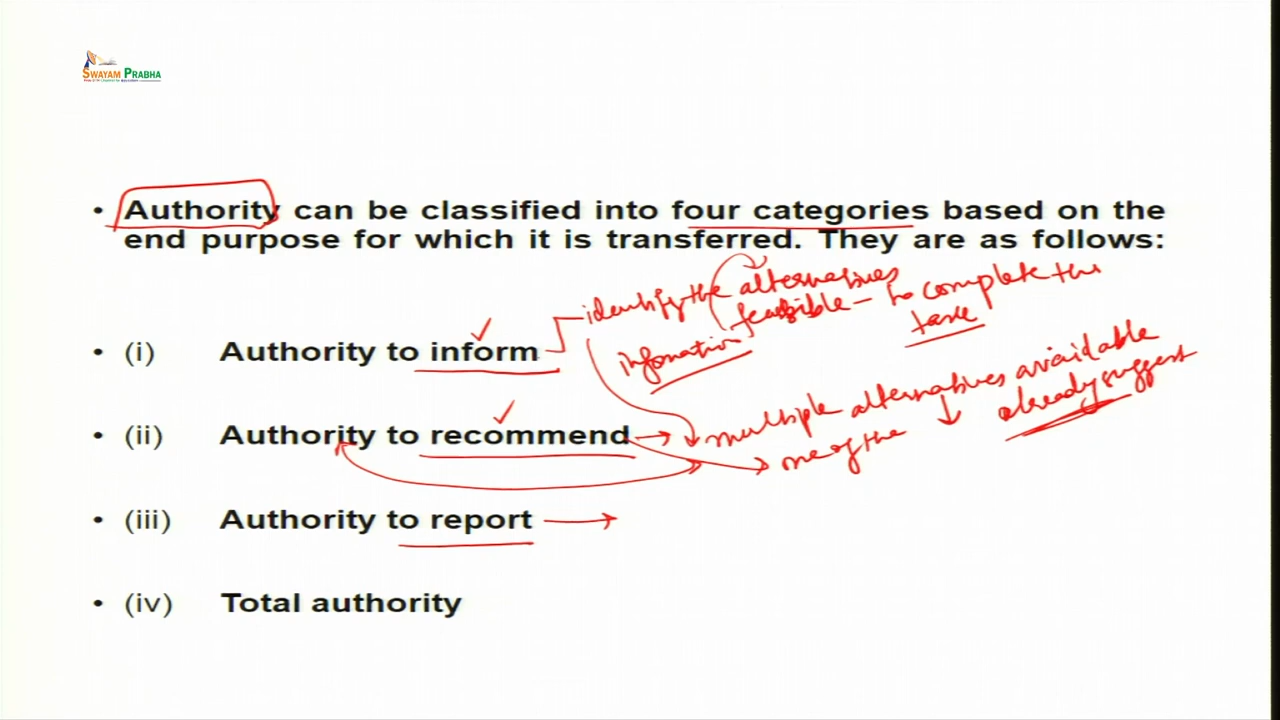 SWAYAM PRABHA
• Authority can be classified into four categories based on the
end purpose for which it is transferred. They are as follows:
identify the alternatives
feasible – to complete the
task
infomation
• (i) Authority to inform
multiple alternatives available
already suggest
• (ii) Authority to recommend
one of the
• (iii) Authority to report
• (iv) Total authority